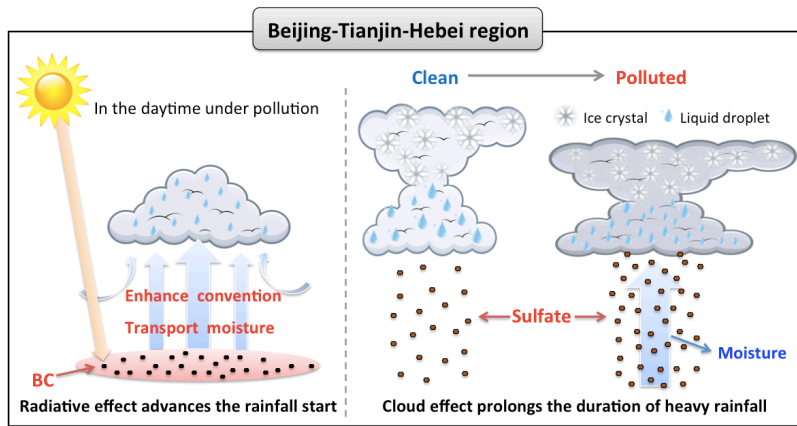 Beijing-Tianjin-Hebei region
In the daytime under pollution
Enhance convention
Transport moisture
BC
Radiative effect advances the rainfall start
Clean
Polluted
Ice crystal
Liquid droplet
Sulfate
Moisture
Cloud effect prolongs the duration of heavy rainfall